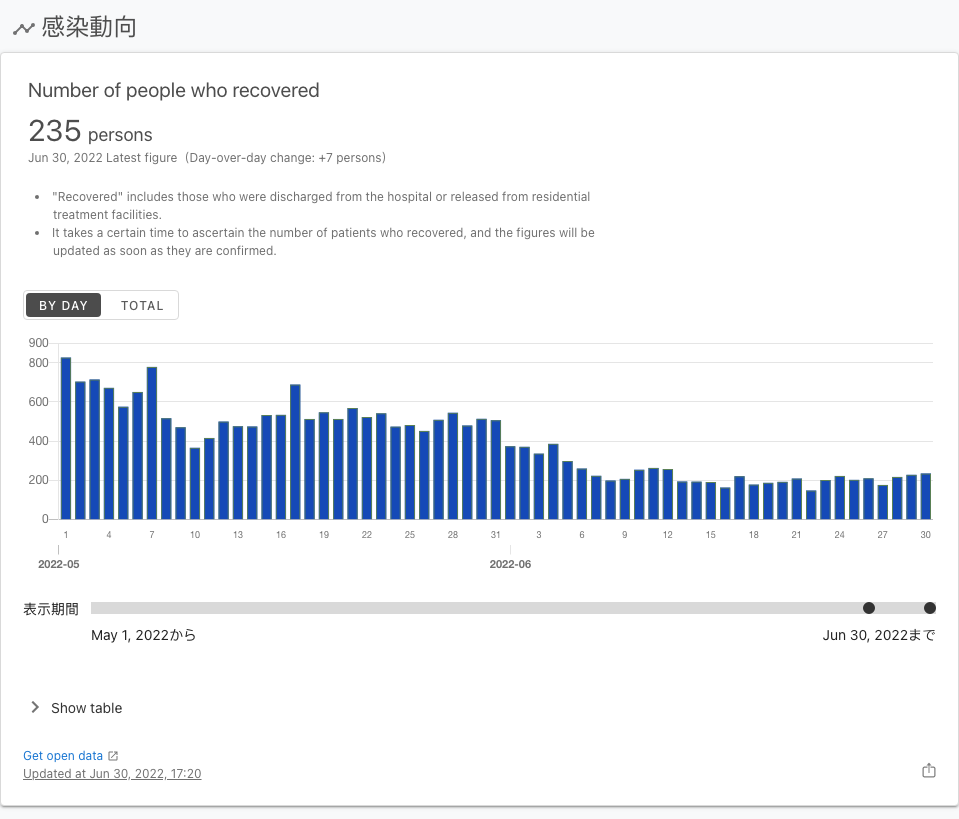 感染動向
Number of people who recovered
235 persons
Jun 30, 2022 Latest figure (Day-over-day change: +7 persons)
• "Recovered" includes those who were discharged from the hospital or released from residential
treatment facilities.
• It takes a certain time to ascertain the number of patients who recovered, and the figures will be
updated as soon as they are confirmed.
BY DAY TOTAL
900
800
600
400
200
0
1 4 7 10 13 16 19 22 25 28 31 3 6 9 12 15 18 21 24 27 30
2022-05 2022-06
表示期間
May 1, 2022から Jun 30, 2022まで
Show table
Get open data
Updated at Jun 30, 2022, 17:20